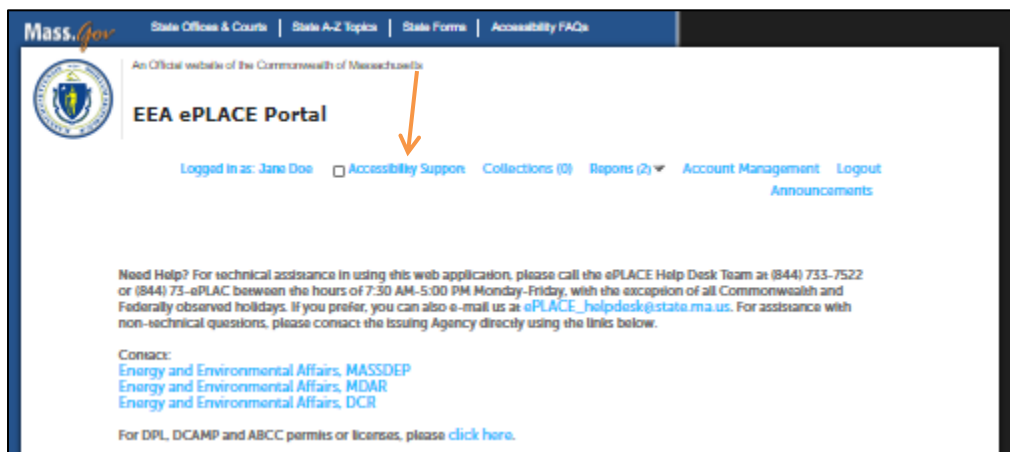 Mass.Gov State Offices & Courts State A-Z Topics State Forms Accessibility FAQs
An Official website of the Commonwealth of Massachusetts
EEA ePLACE Portal
Logged in as: Jane Doe Accessibility Support Collections (0) Reports (2) Account Management Logout
Announcements
Need Help? For technical assistance in using this web application, please call the ePLACE Help Desk Team at (844) 733-7522
or (844) 73-ePLAC between the hours of 7:30 AM-5:00 PM Monday-Friday, with the exception of all Commonwealth and
Federally observed holidays. If you prefer, you can also e-mail us at ePLACE_helpdesk@state.ma.us. For assistance with
non-technical questions, please contact the issuing Agency directly using the links below.
Contact:
Energy and Environmental Affairs, MASSDEP
Energy and Environmental Affairs, MDAR
Energy and Environmental Affairs, DCR
For DPL, DCAMP and ABCC permits or licenses, please click here.